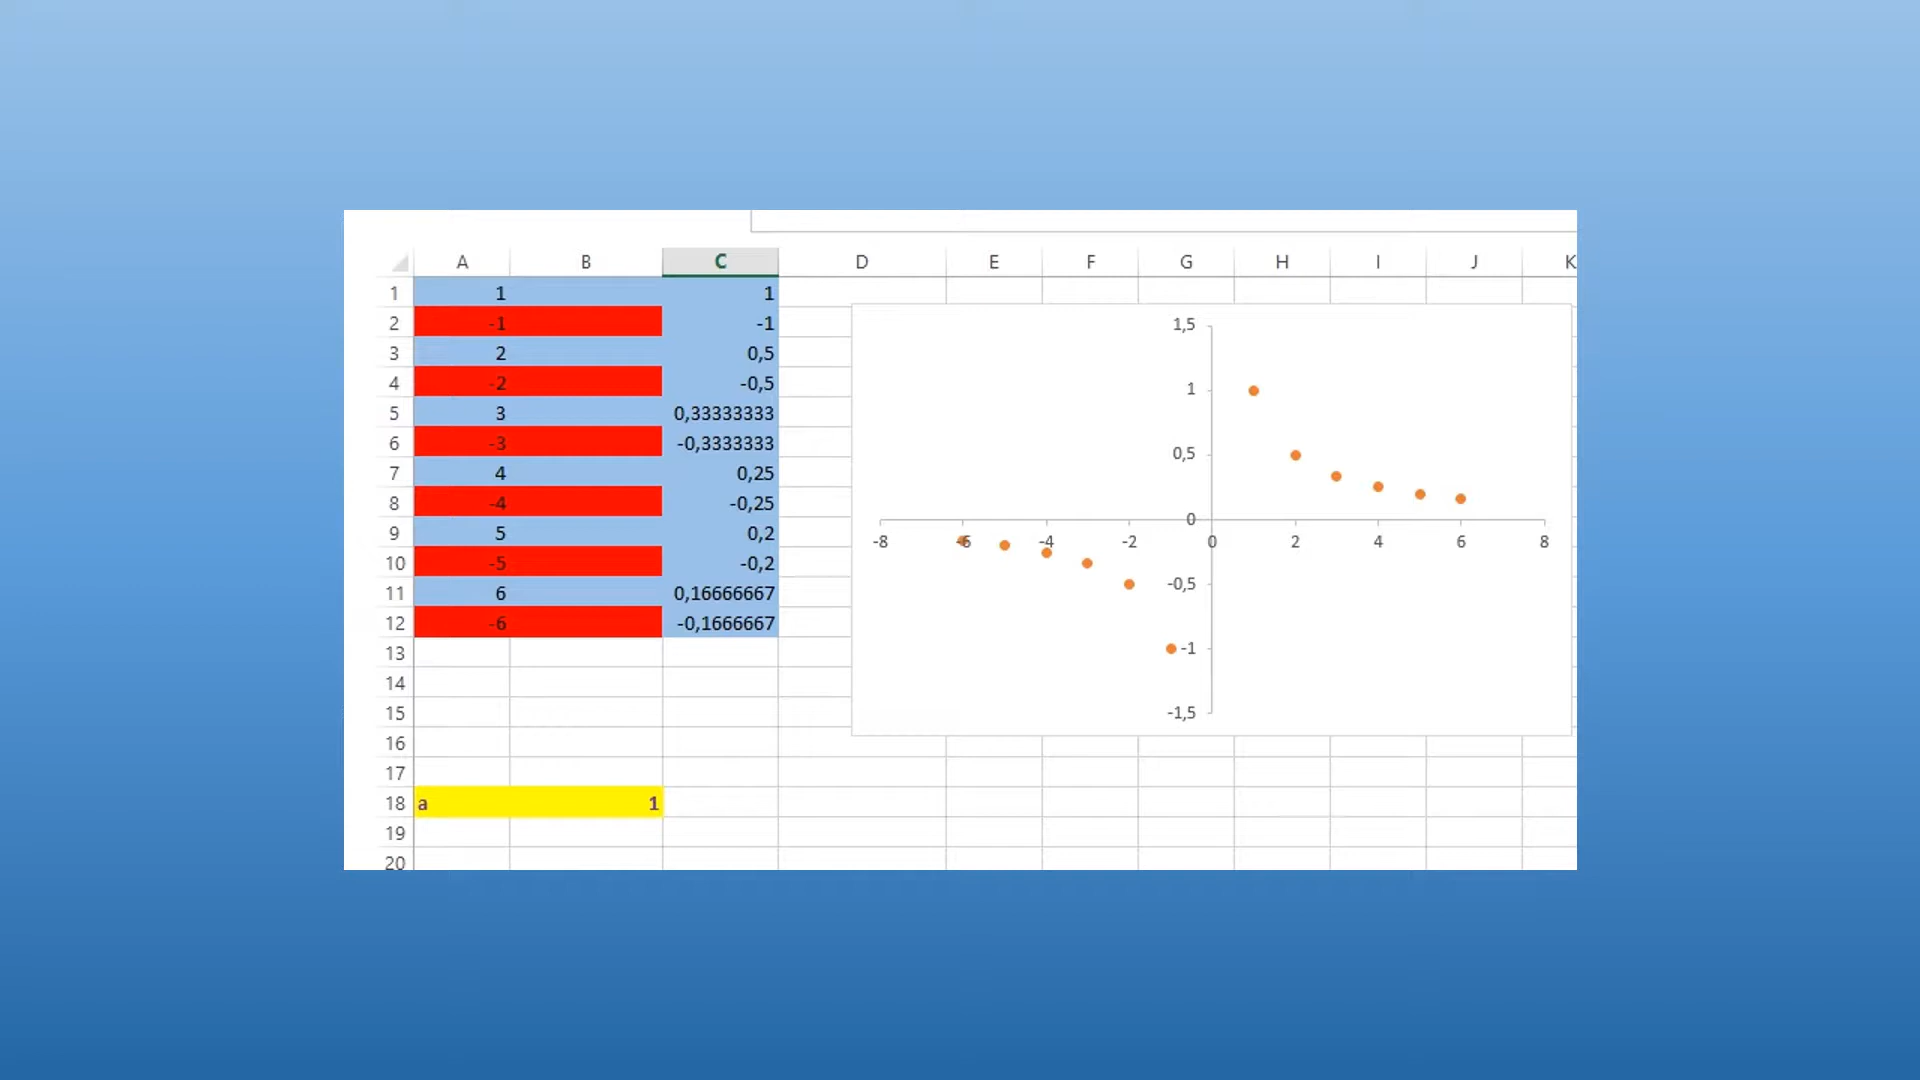 A B C D E F G H I J K
1 1 1
2 -1 -1
3 2 0,5
4 -2 -0,5
5 3 0,33333333
6 -3 -0,3333333
7 4 0,25
8 -4 -0,25
9 5 0,2
10 -5 -0,2
11 6 0,16666667
12 -6 -0,1666667
13
14
15
16
17
18 a 1
19
20
1,5
1
0,5
0
-8 -6 -4 -2 0 2 4 6 8
-0,5
-1
-1,5